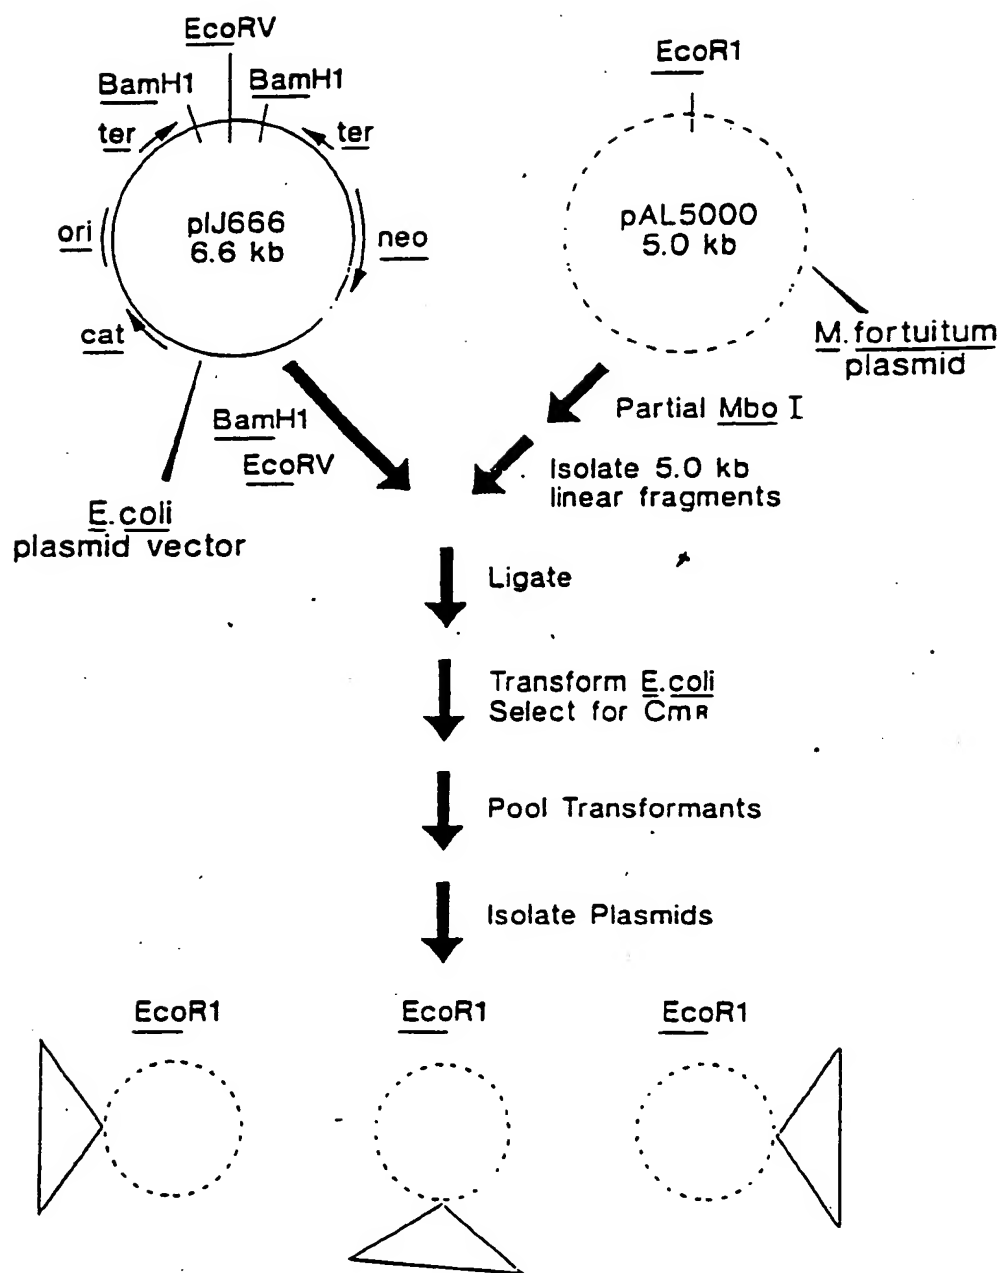 EcoRV
BamH1
BamH1
ter
ter
pIJ666
6.6 kb
ori
neo
cat
EcoR1
pAL5000
5.0 kb
M.fortuitum
plasmid
BamH1
EcoRV
E.coli
plasmid vector
Partial Mbo I
Isolate 5.0 kb
linear fragments
Ligate
Transform E.coli
Select for CmR
Pool Transformants
Isolate Plasmids
EcoR1
EcoR1
EcoR1